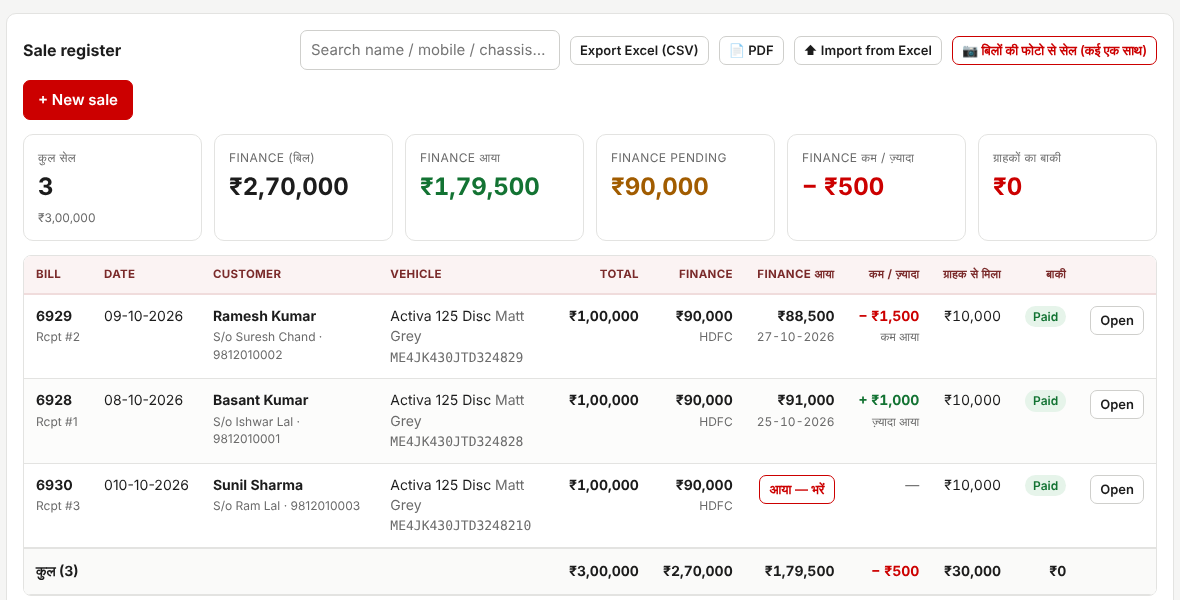 Sale register
Search name / mobile / chassis...
Export Excel (CSV)
📄 PDF
⬆ Import from Excel
📷 बिलों की फोटो से सेल (कई एक साथ)
+ New sale
कुल सेल
3
₹3,00,000
FINANCE (बिल)
₹2,70,000
FINANCE आया
₹1,79,500
FINANCE PENDING
₹90,000
FINANCE कम / ज़्यादा
− ₹500
ग्राहकों का बाकी
₹0
BILL DATE CUSTOMER VEHICLE TOTAL FINANCE FINANCE आया कम / ज़्यादा ग्राहक से मिला बाकी
6929 09-10-2026 Ramesh Kumar Activa 125 Disc Matt ₹1,00,000 ₹90,000 ₹88,500 − ₹1,500 ₹10,000 Paid Open
Rcpt #2 S/o Suresh Chand · Grey HDFC 27-10-2026 कम आया
9812010002 ME4JK430JTD324829
6928 08-10-2026 Basant Kumar Activa 125 Disc Matt ₹1,00,000 ₹90,000 ₹91,000 + ₹1,000 ₹10,000 Paid Open
Rcpt #1 S/o Ishwar Lal · Grey HDFC 25-10-2026 ज़्यादा आया
9812010001 ME4JK430JTD324828
6930 010-10-2026 Sunil Sharma Activa 125 Disc Matt ₹1,00,000 ₹90,000 आया — भरें — ₹10,000 Paid Open
Rcpt #3 S/o Ram Lal · 9812010003 Grey HDFC
ME4JK430JTD3248210
कुल (3) ₹3,00,000 ₹2,70,000 ₹1,79,500 − ₹500 ₹30,000 ₹0